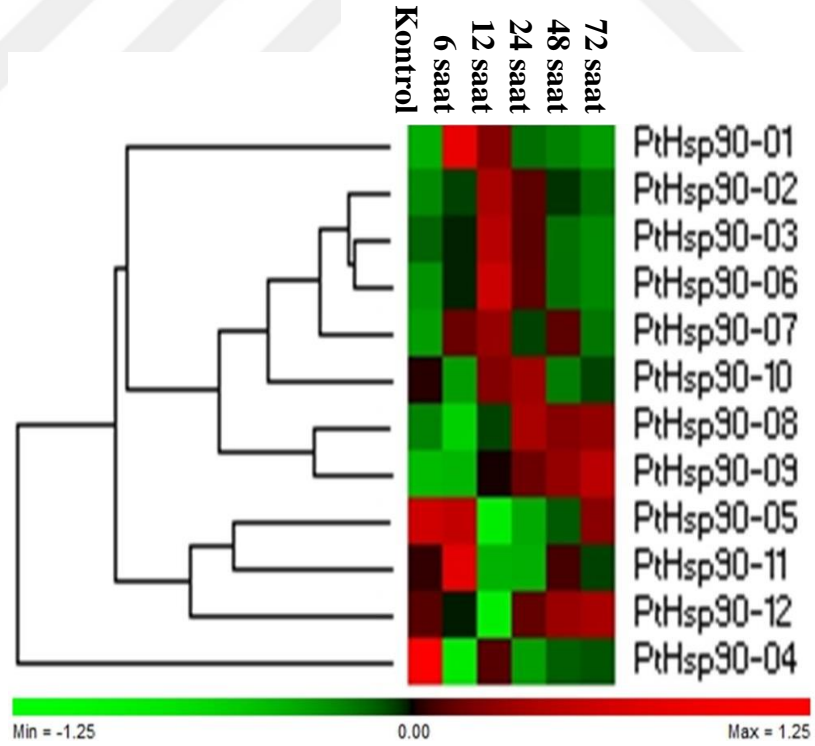 Kontrol
6 saat
12 saat
24 saat
48 saat
72 saat
PtHsp90-01
PtHsp90-02
PtHsp90-03
PtHsp90-06
PtHsp90-07
PtHsp90-10
PtHsp90-08
PtHsp90-09
PtHsp90-05
PtHsp90-11
PtHsp90-12
PtHsp90-04
Min = -1.25
0.00
Max = 1.25